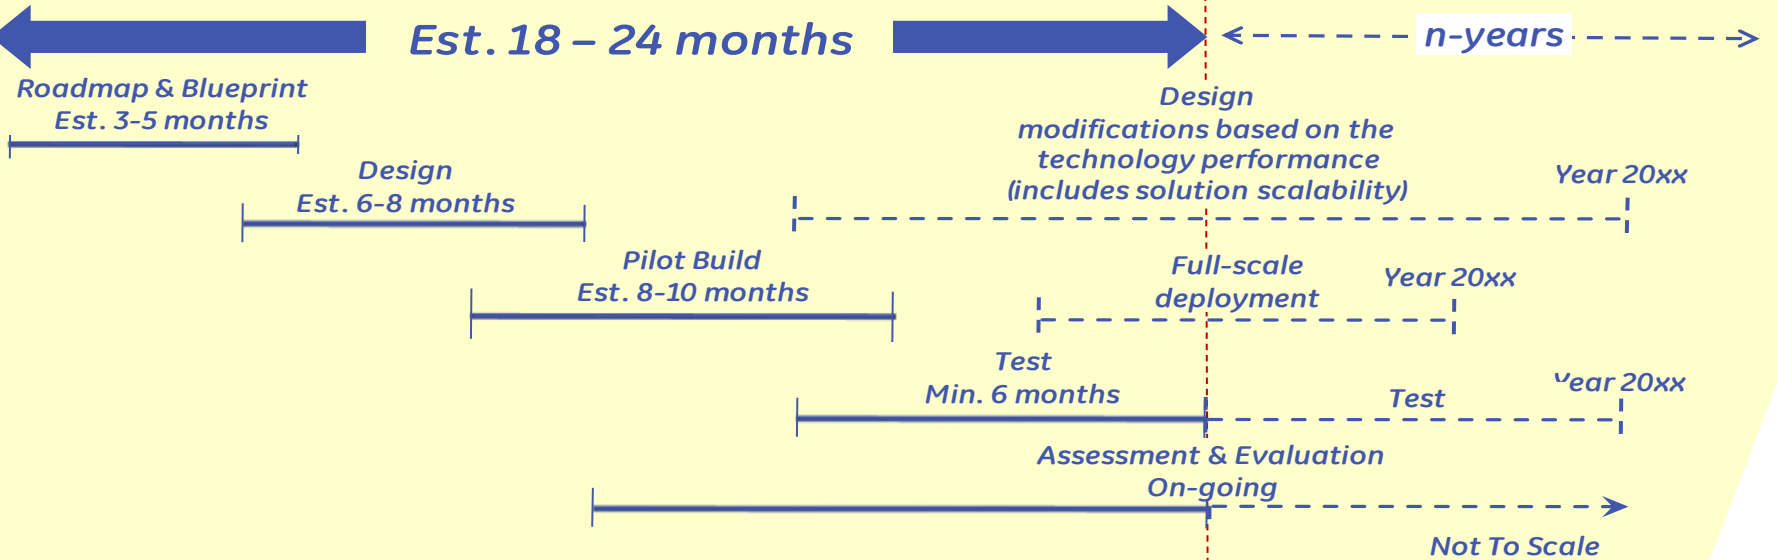 Est. 18 – 24 months
n-years
Roadmap & Blueprint
Est. 3-5 months
Design
Est. 6-8 months
Design
modifications based on the
technology performance
(includes solution scalability)
Year 20xx
Pilot Build
Est. 8-10 months
Full-scale
deployment
Year 20xx
Test
Min. 6 months
Test
Year 20xx
Assessment & Evaluation
On-going
Not To Scale